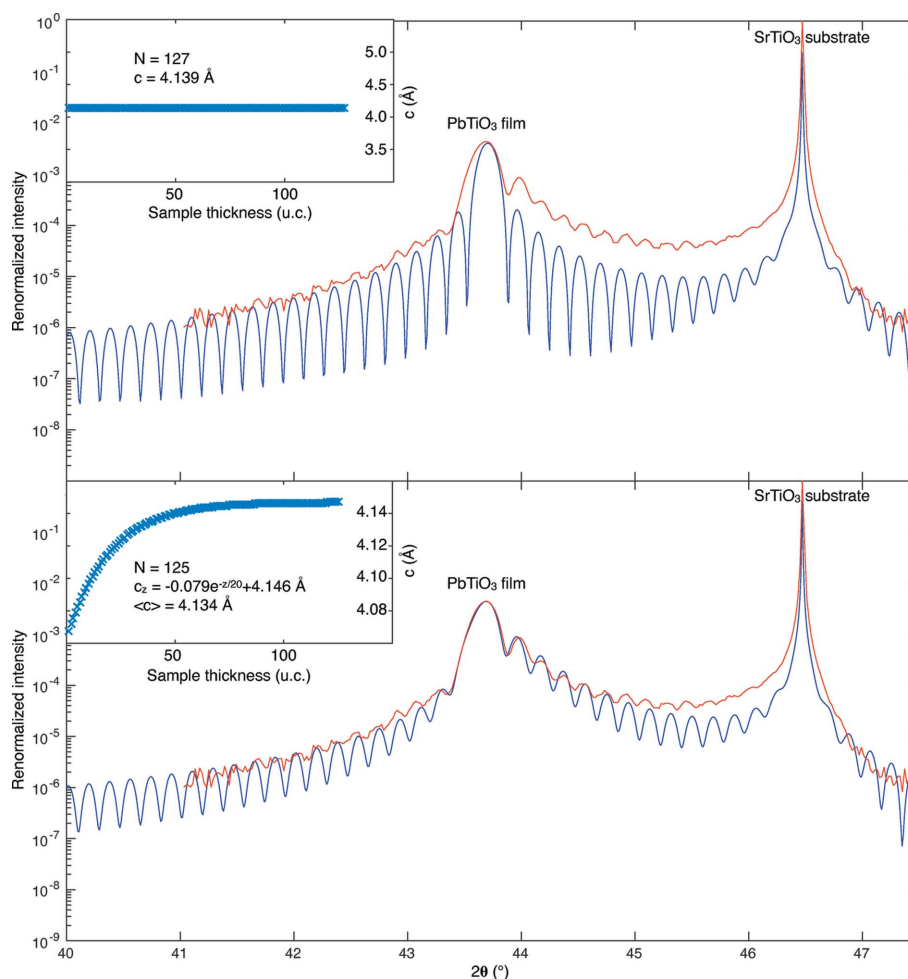 10⁰
10⁻¹
10⁻²
10⁻³
10⁻⁴
10⁻⁵
10⁻⁶
10⁻⁷
10⁻⁸
Renormalized intensity
N = 127
c = 4.139 Å
5.0
4.5
4.0
3.5
c (Å)
50
100
Sample thickness (u.c.)
PbTiO₃ film
SrTiO₃ substrate
10⁻¹
10⁻²
10⁻³
10⁻⁴
10⁻⁵
10⁻⁶
10⁻⁷
10⁻⁸
10⁻⁹
Renormalized intensity
N = 125
c_z = -0.079e^-z/20+4.146 Å
<c> = 4.134 Å
4.14
4.12
4.10
4.08
c (Å)
50
100
Sample thickness (u.c.)
PbTiO₃ film
SrTiO₃ substrate
40
41
42
43
44
45
46
47
2θ (°)